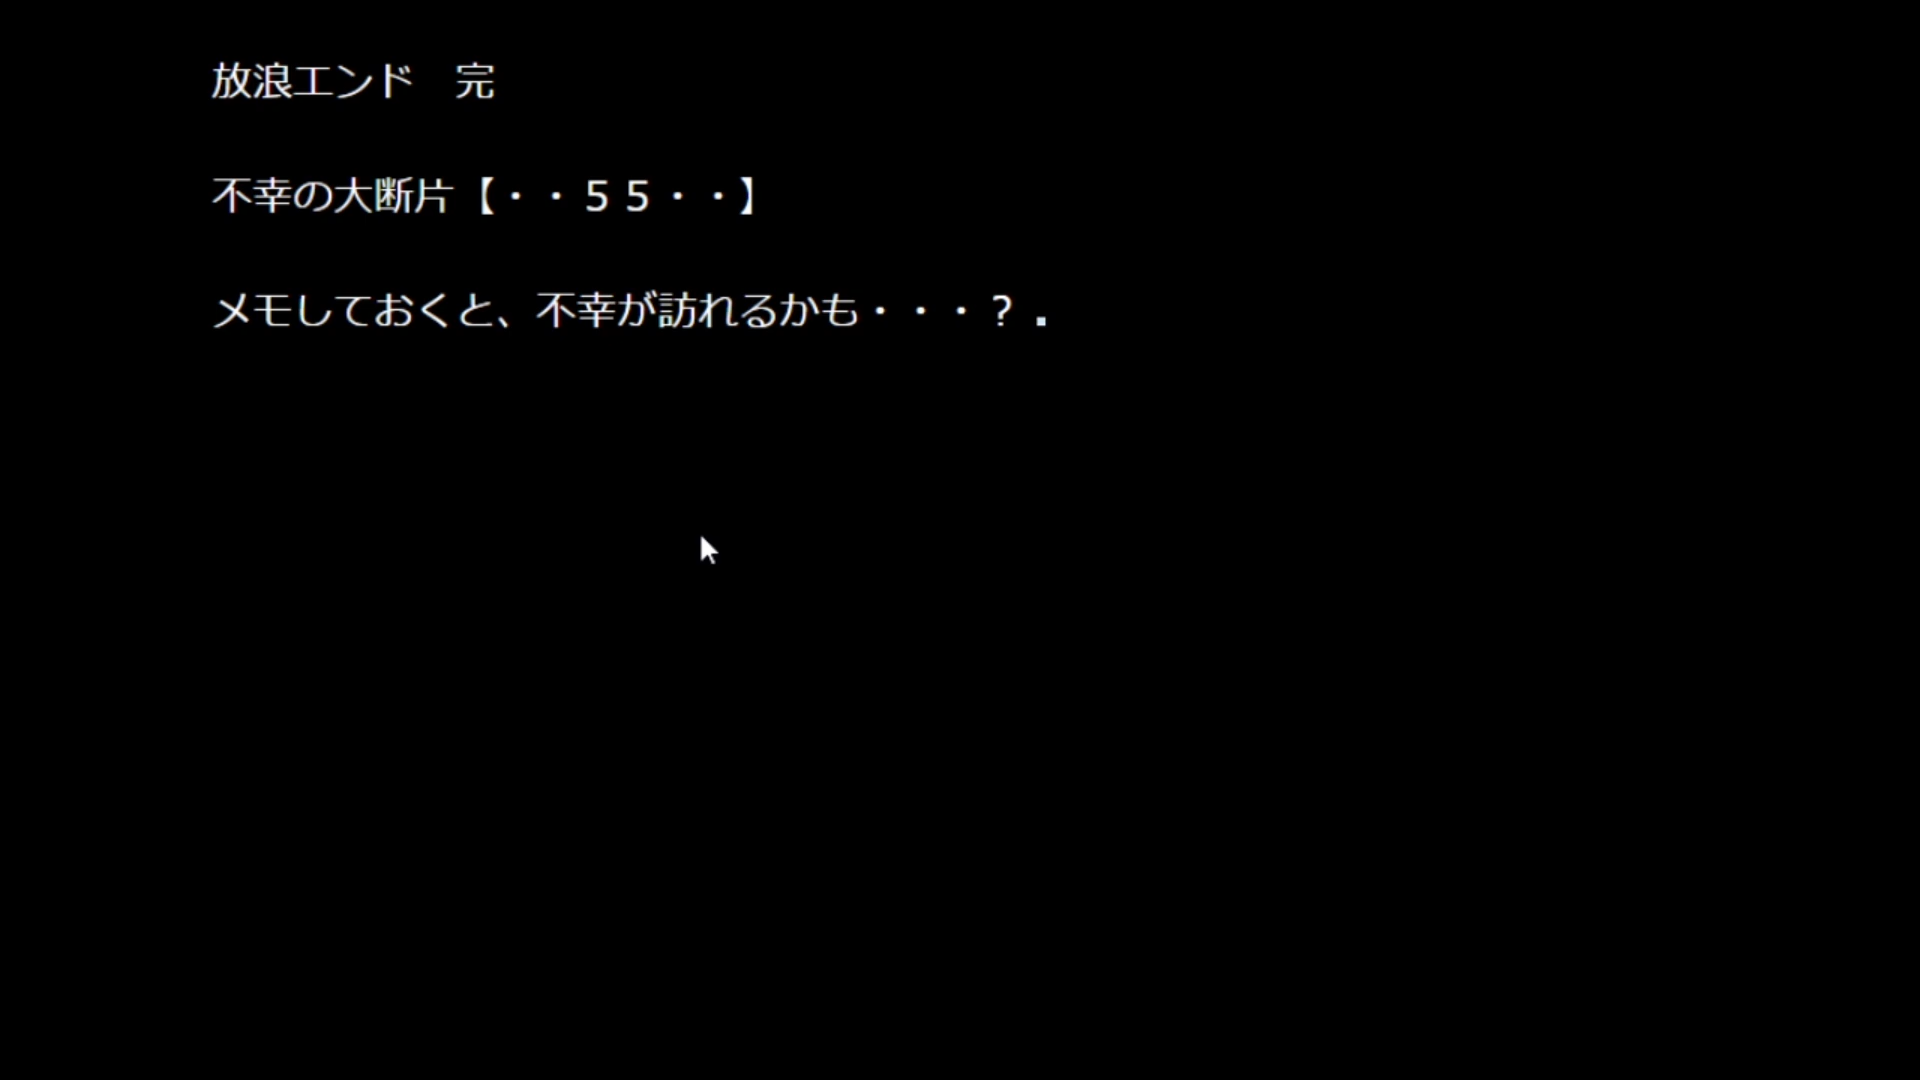 放浪エンド　完
不幸の大断片【・・５５・・】
メモしておくと、不幸が訪れるかも・・・？.